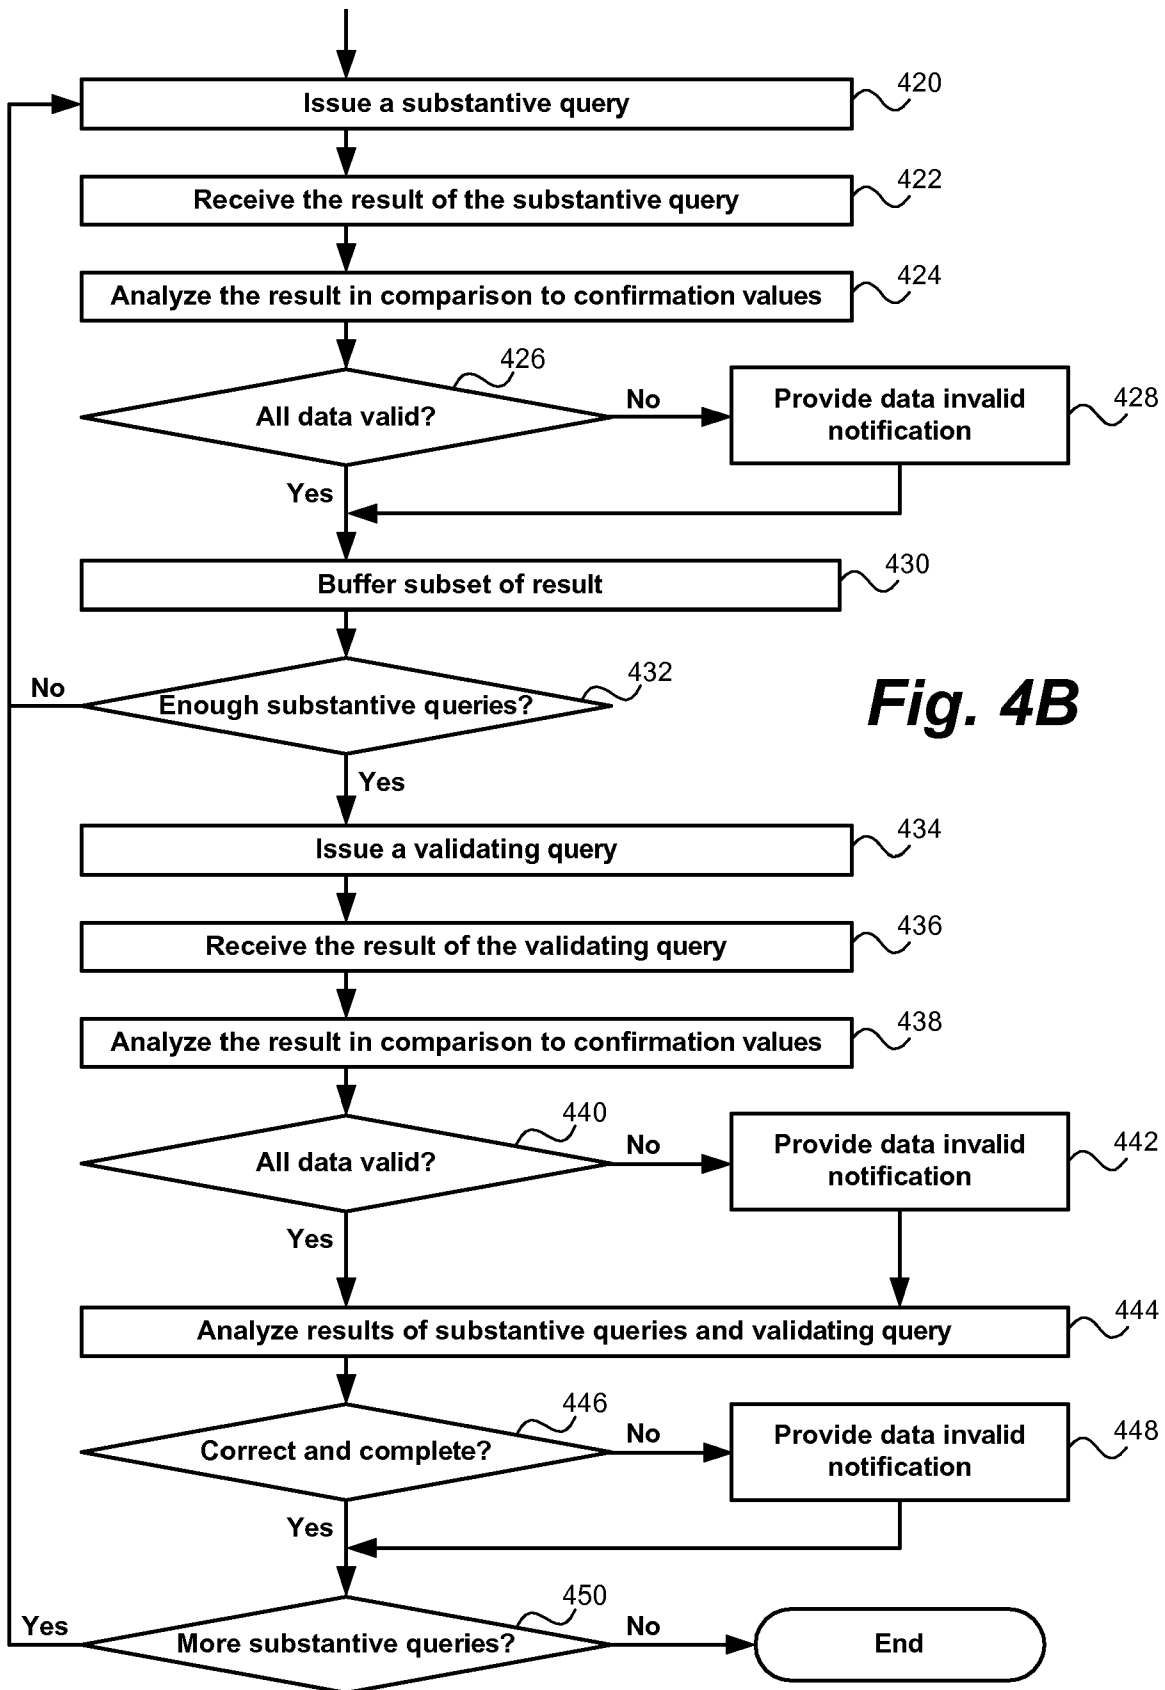 420
Issue a substantive query
422
Receive the result of the substantive query
424
Analyze the result in comparison to confirmation values
426
All data valid?
No
Provide data invalid
notification
428
Yes
430
Buffer subset of result
432
No
Enough substantive queries?
Fig. 4B
Yes
434
Issue a validating query
436
Receive the result of the validating query
438
Analyze the result in comparison to confirmation values
440
All data valid?
No
Provide data invalid
notification
442
Yes
444
Analyze results of substantive queries and validating query
446
Correct and complete?
No
Provide data invalid
notification
448
Yes
450
Yes
More substantive queries?
No
End